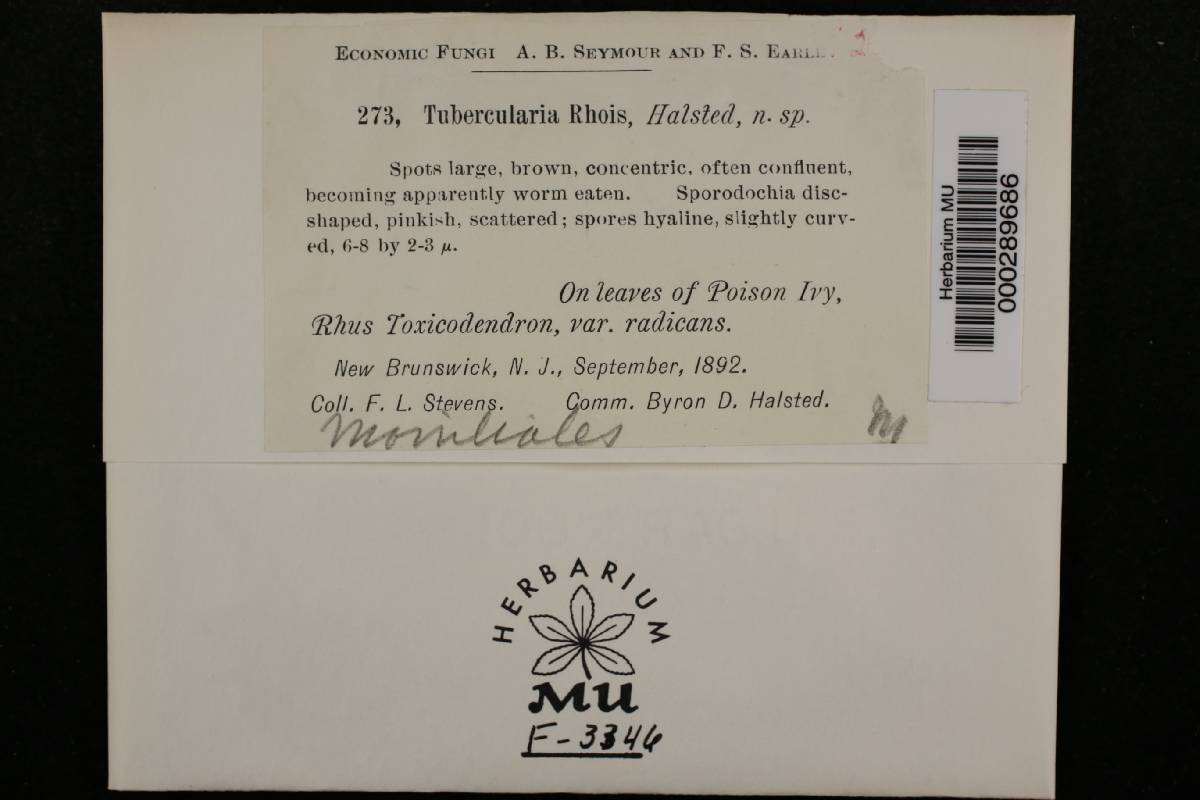 ECONOMIC FUNGI A. B. SEYMOUR AND F. S. EARLE.
273, Tubercularia Rhois, Halsted, n. sp.
Spots large, brown, concentric, often confluent,
becoming apparently worm eaten. Sporodochia disc-
shaped, pinkish, scattered; spores hyaline, slightly curv-
ed, 6-8 by 2-3 µ.
On leaves of Poison Ivy,
Rhus Toxicodendron, var. radicans.
New Brunswick, N. J., September, 1892.
Coll. F. L. Stevens. Comm. Byron D. Halsted.
Moniliales M
Herbarium MU
000289686
HERBARIUM
MU
F-3346